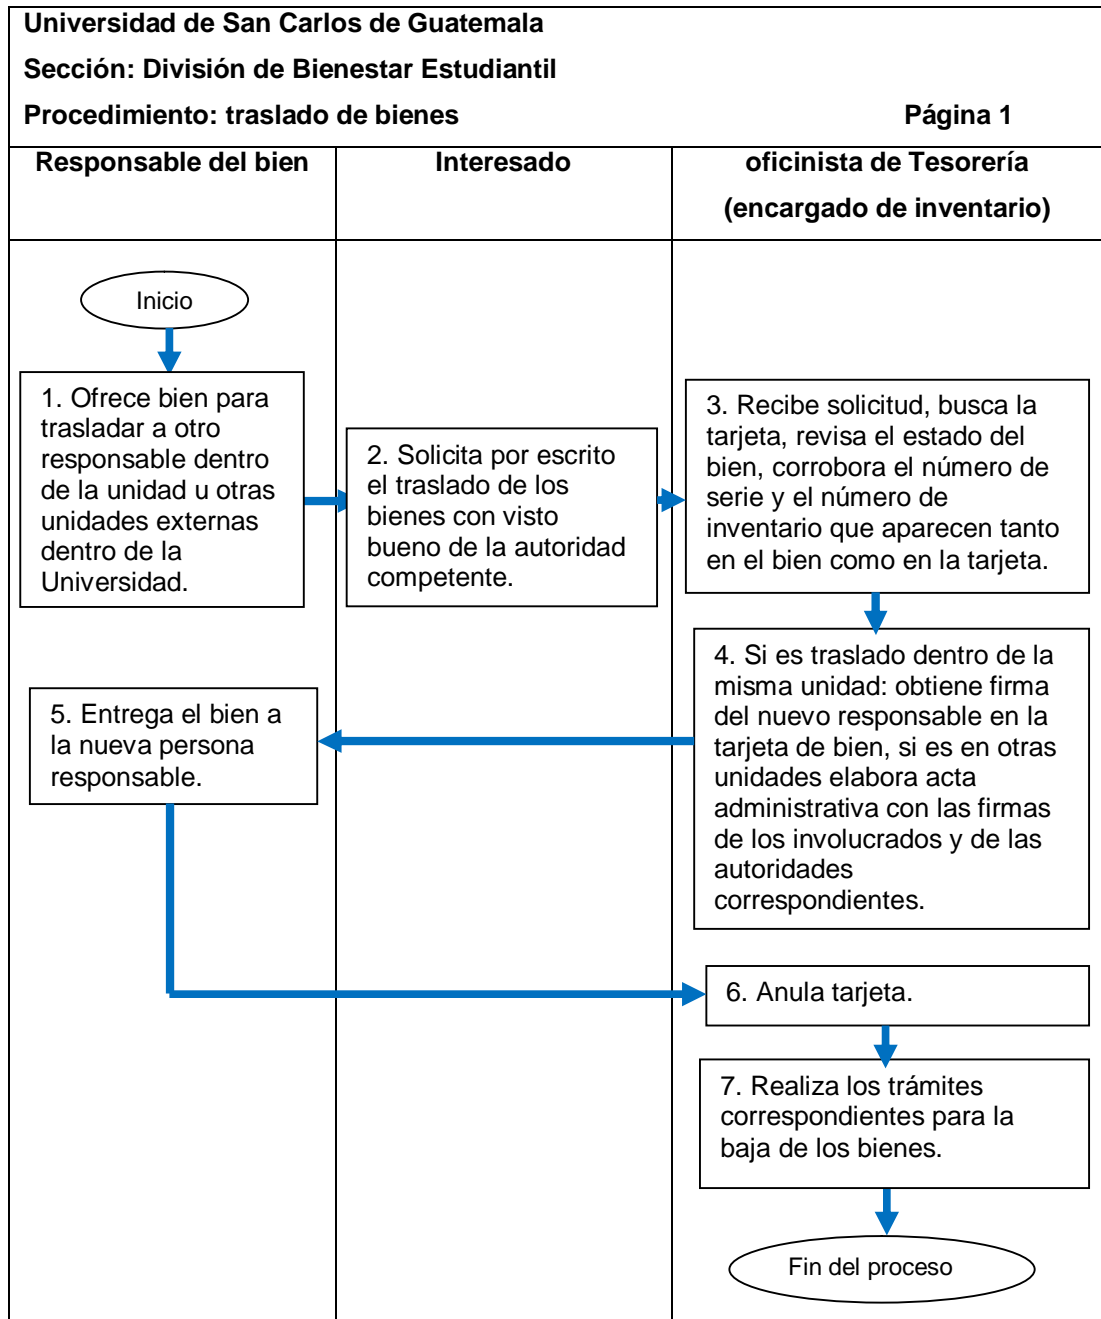 Universidad de San Carlos de Guatemala
Sección: División de Bienestar Estudiantil
Procedimiento: traslado de bienes Página 1
Responsable del bien
Interesado
oficinista de Tesorería
(encargado de inventario)
Inicio
1. Ofrece bien para
trasladar a otro
responsable dentro
de la unidad u otras
unidades externas
dentro de la
Universidad.
2. Solicita por escrito
el traslado de los
bienes con visto
bueno de la autoridad
competente.
3. Recibe solicitud, busca la
tarjeta, revisa el estado del
bien, corrobora el número de
serie y el número de
inventario que aparecen tanto
en el bien como en la tarjeta.
4. Si es traslado dentro de la
misma unidad: obtiene firma
del nuevo responsable en la
tarjeta de bien, si es en otras
unidades elabora acta
administrativa con las firmas
de los involucrados y de las
autoridades
correspondientes.
5. Entrega el bien a
la nueva persona
responsable.
6. Anula tarjeta.
7. Realiza los trámites
correspondientes para la
baja de los bienes.
Fin del proceso